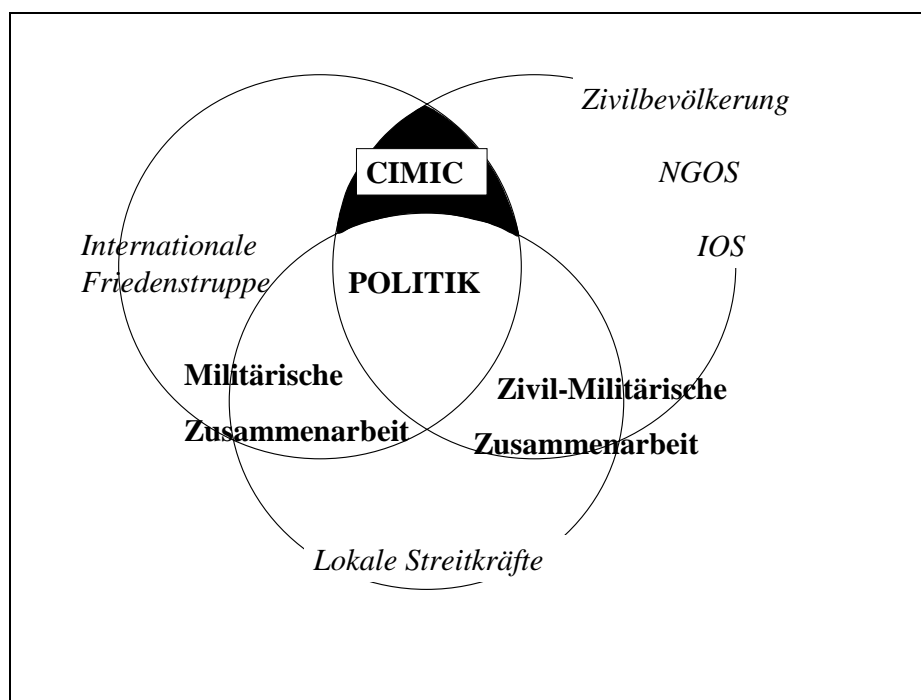 Zivilbevölkerung
CIMIC
NGOS
Internationale
Friedenstruppe
IOS
POLITIK
Militärische
Zusammenarbeit
Zivil-Militärische
Zusammenarbeit
Lokale Streitkräfte